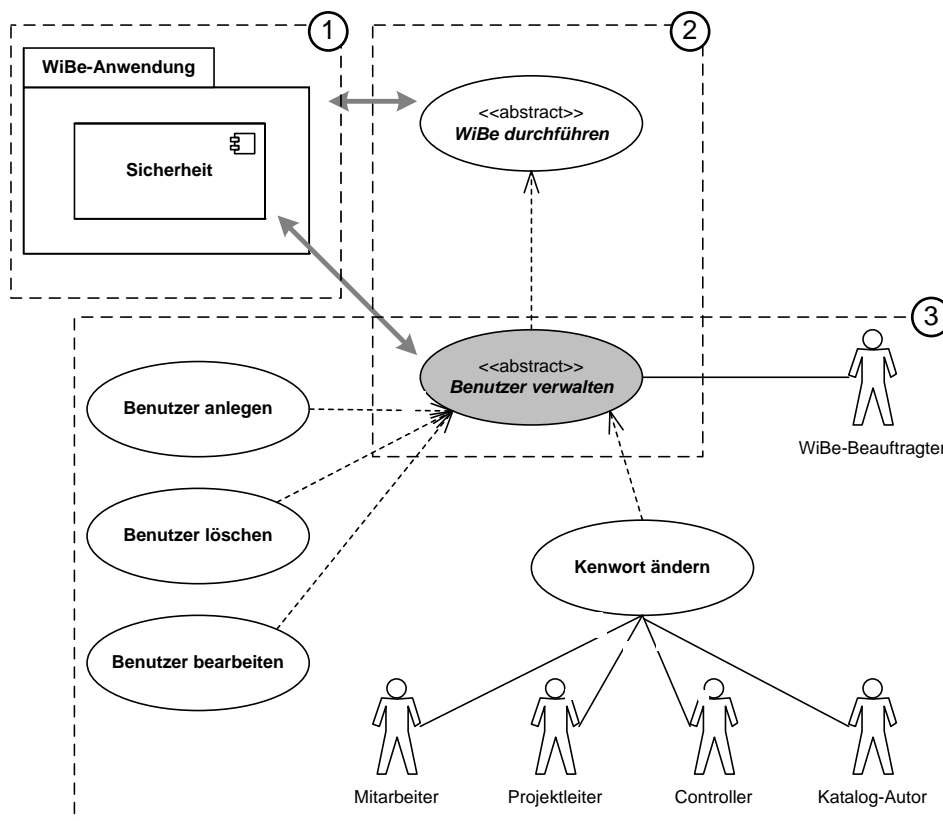 1
2
WiBe-Anwendung
Sicherheit
<<abstract>>
WiBe durchführen
3
<<abstract>>
Benutzer verwalten
WiBe-Beauftragter
Benutzer anlegen
Benutzer löschen
Benutzer bearbeiten
Kenwort ändern
Mitarbeiter
Projektleiter
Controller
Katalog-Autor